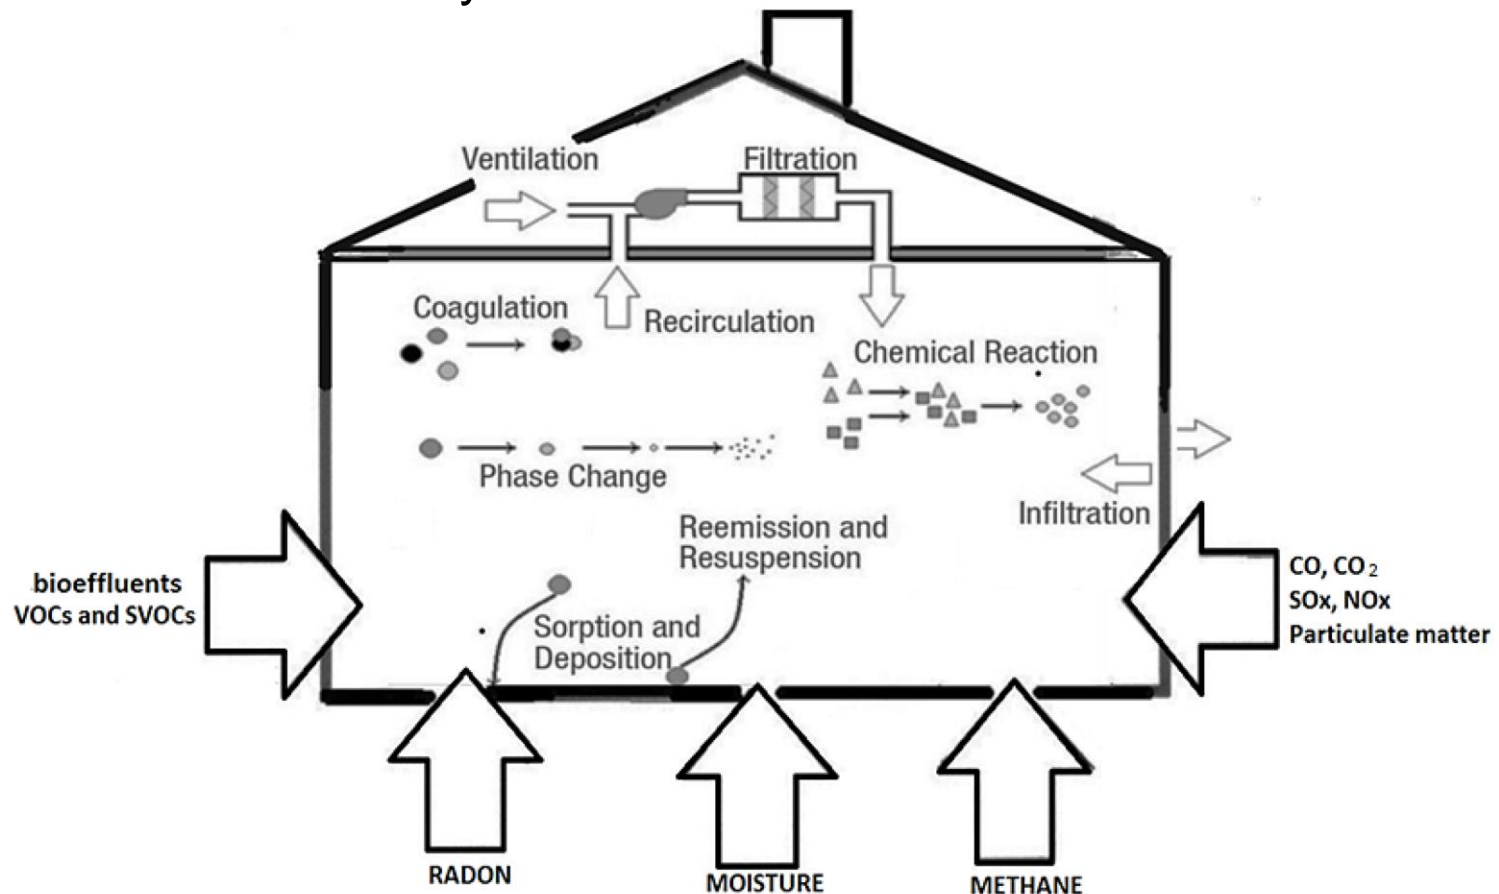 Ventilation
Filtration
Coagulation
Recirculation
Chemical Reaction
Phase Change
Infiltration
Reemission and
Resuspension
bioeffluents
VOCs and SVOCs
CO, CO₂
SOx, NOx
Particulate matter
Sorption and
Deposition
RADON
MOISTURE
METHANE